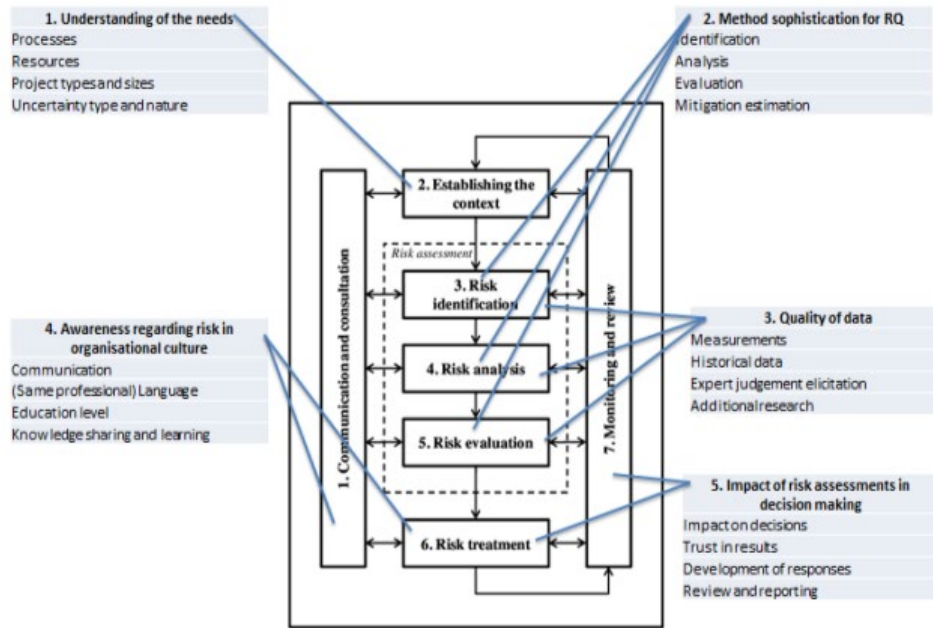 1. Understanding of the needs
Processes
Resources
Project types and sizes
Uncertainty type and nature
2. Method sophistication for RQ
Identification
Analysis
Evaluation
Mitigation estimation
2. Establishing the
context
Risk assessment
3. Risk
identification
4. Risk analysis
5. Risk evaluation
6. Risk treatment
1. Communication and consultation
7. Monitoring and review
4. Awareness regarding risk in
organisational culture
Communication
(Same professional) Language
Education level
Knowledge sharing and learning
3. Quality of data
Measurements
Historical data
Expert judgement elicitation
Additional research
5. Impact of risk assessments in
decision making
Impact on decisions
Trust in results
Development of responses
Review and reporting